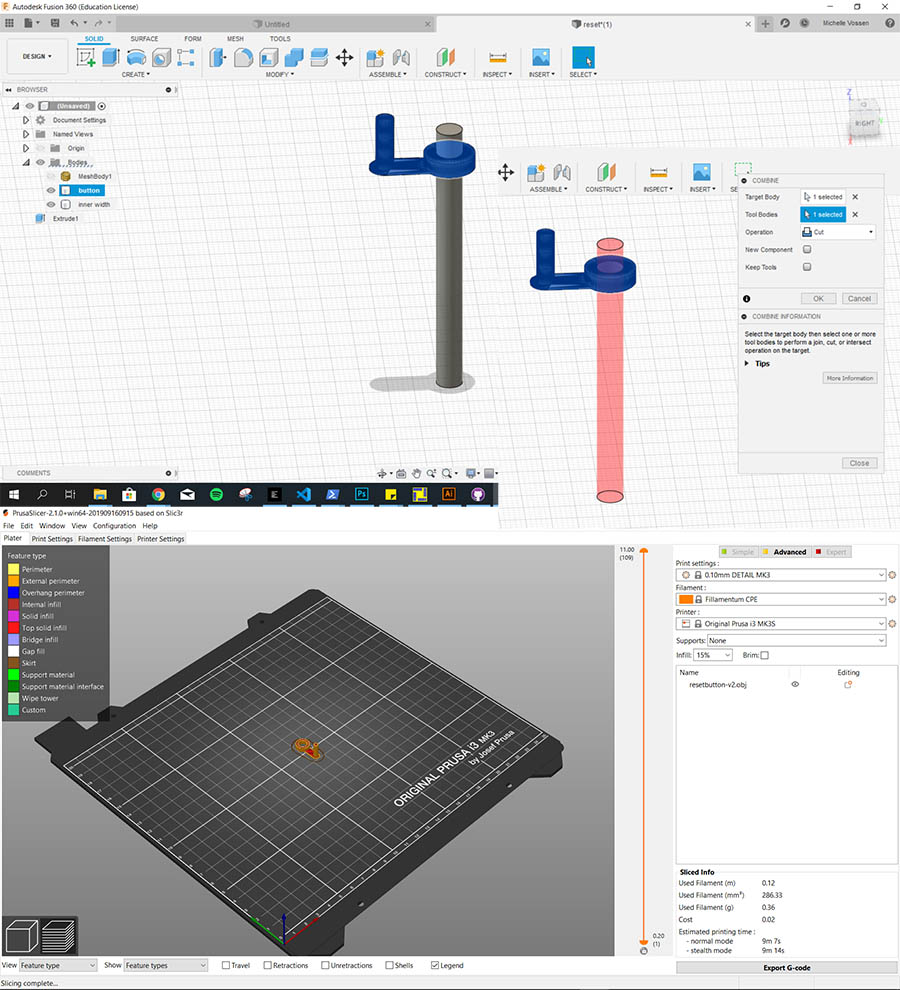 Autodesk Fusion 360 (Education License)
Untitled
reset*(1)
Michelle Vossen
SOLID SURFACE FORM MESH TOOLS
DESIGN
CREATE MODIFY ASSEMBLE CONSTRUCT INSPECT INSERT SELECT
BROWSER
(Unsaved)
Document Settings
Named Views
Origin
Bodies
MeshBody1
button
inner width
Extrude1
Z
RIGHT
ASSEMBLE CONSTRUCT INSPECT INSERT
COMBINE
Target Body 1 selected
Tool Bodies 1 selected
Operation Cut
New Component
Keep Tools
OK Cancel
COMBINE INFORMATION
Select the target body then select one or more
tool bodies to perform a join, cut, or intersect
operation on the target.
Tips
More Information
Close
COMMENTS
E Ps Ai
PrusaSlicer-2.1.0+win64-201909160915 based on Slic3r
File Edit Window View Configuration Help
Plater Print Settings Filament Settings Printer Settings
Feature type
Perimeter
External perimeter
Overhang perimeter
Internal infill
Solid infill
Top solid infill
Bridge infill
Gap fill
Skirt
Support material
Support material interface
Wipe tower
Custom
ORIGINAL PRUSA i3 MK3
by Josef Prusa
11.00
(109)
0.20
(1)
Simple Advanced Expert
Print settings :
0.10mm DETAIL MK3
Filament :
Fillamentum CPE
Printer :
Original Prusa i3 MK3S
Supports: None
Infill: 15% Brim:
Name Editing
resetbutton-v2.obj
Sliced Info
Used Filament (m) 0.12
Used Filament (mm³) 286.33
Used Filament (g) 0.36
Cost 0.02
Estimated printing time :
- normal mode 9m 7s
- stealth mode 9m 14s
Export G-code
View Feature type Show Feature types Travel Retractions Unretractions Shells Legend
Slicing complete...